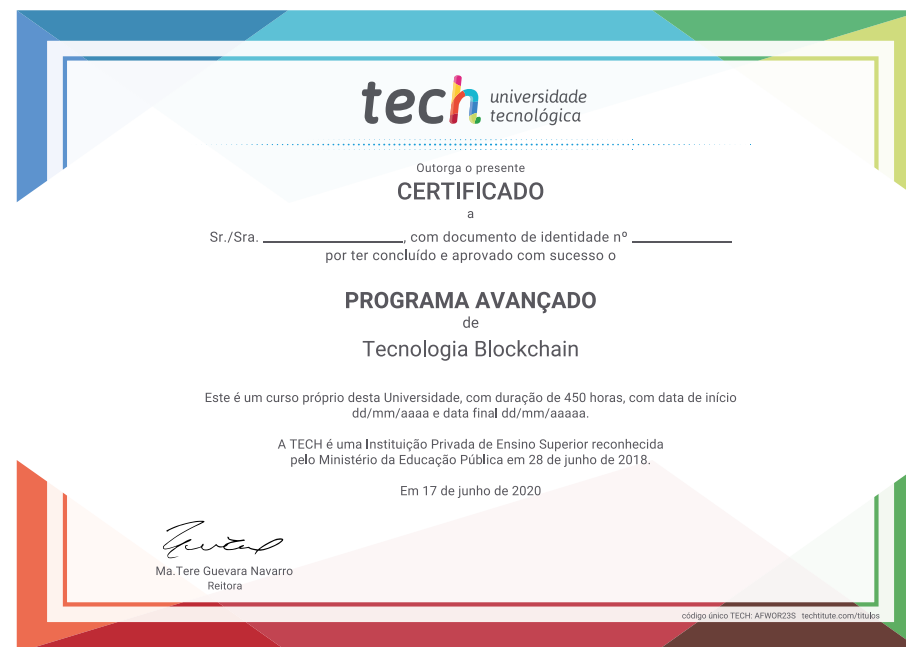 tech universidade
tecnológica
Outorga o presente
CERTIFICADO
a
Sr./Sra. ____________________, com documento de identidade nº ______________
por ter concluído e aprovado com sucesso o
PROGRAMA AVANÇADO
de
Tecnologia Blockchain
Este é um curso próprio desta Universidade, com duração de 450 horas, com data de início
dd/mm/aaaa e data final dd/mm/aaaaa.
A TECH é uma Instituição Privada de Ensino Superior reconhecida
pelo Ministério da Educação Pública em 28 de junho de 2018.
Em 17 de junho de 2020
Ma.Tere Guevara Navarro
Reitora
código único TECH: AFWOR23S techtitute.com/titulos